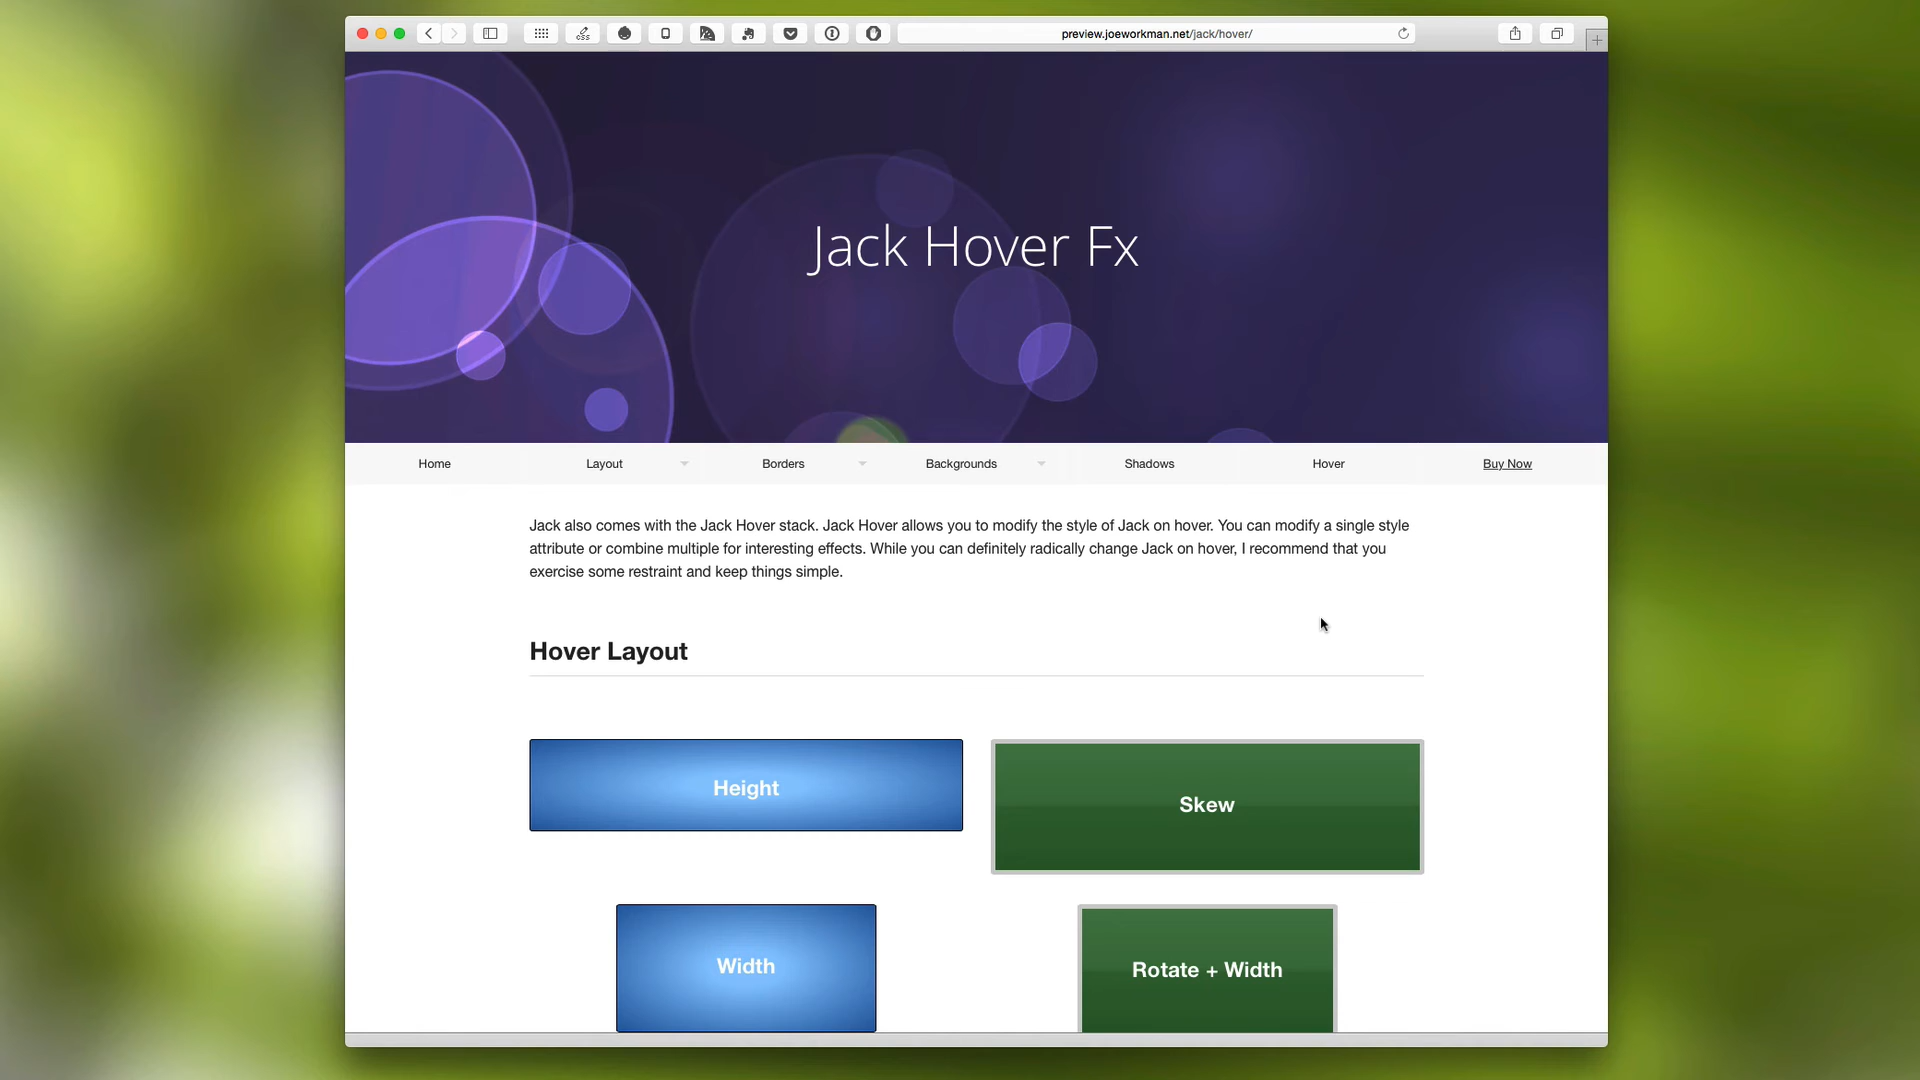 css
preview.joeworkman.net/jack/hover/
Jack Hover Fx
Home Layout Borders Backgrounds Shadows Hover Buy Now
Jack also comes with the Jack Hover stack. Jack Hover allows you to modify the style of Jack on hover. You can modify a single style
attribute or combine multiple for interesting effects. While you can definitely radically change Jack on hover, I recommend that you
exercise some restraint and keep things simple.
Hover Layout
Height
Skew
Width
Rotate + Width